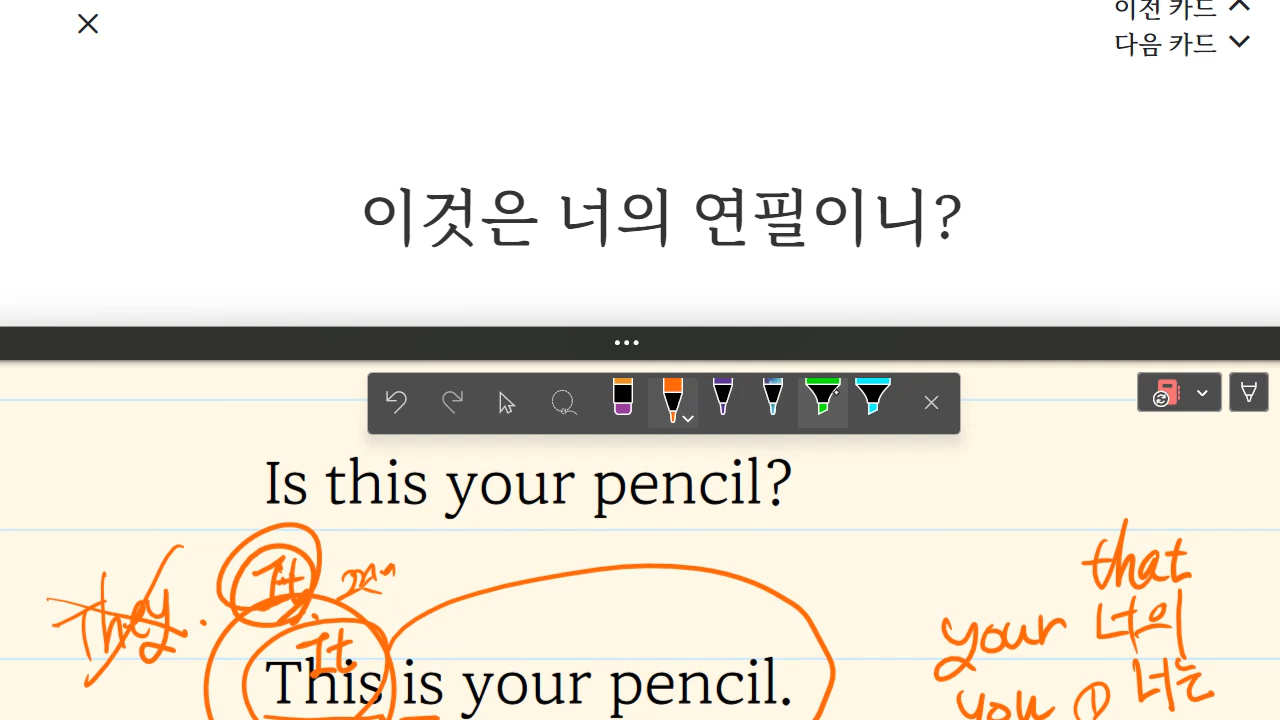 이전 카드
다음 카드
이것은 너의 연필이니?
Is this your pencil?
that
They.
It
your 너의
It
This is your pencil.
you ① 너는